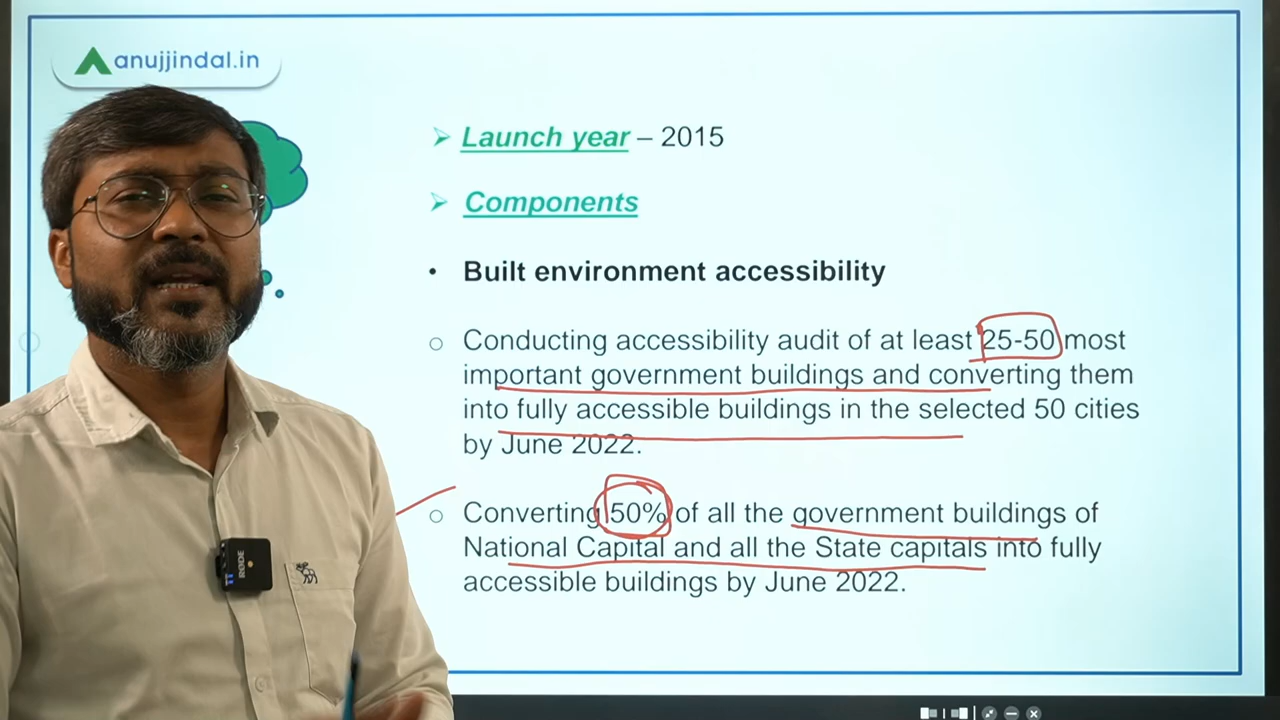 anujjindal.in
Launch year – 2015
Components
• Built environment accessibility
Conducting accessibility audit of at least 25-50 most
important government buildings and converting them
into fully accessible buildings in the selected 50 cities
by June 2022.
Converting 50% of all the government buildings of
National Capital and all the State capitals into fully
accessible buildings by June 2022.
RODE